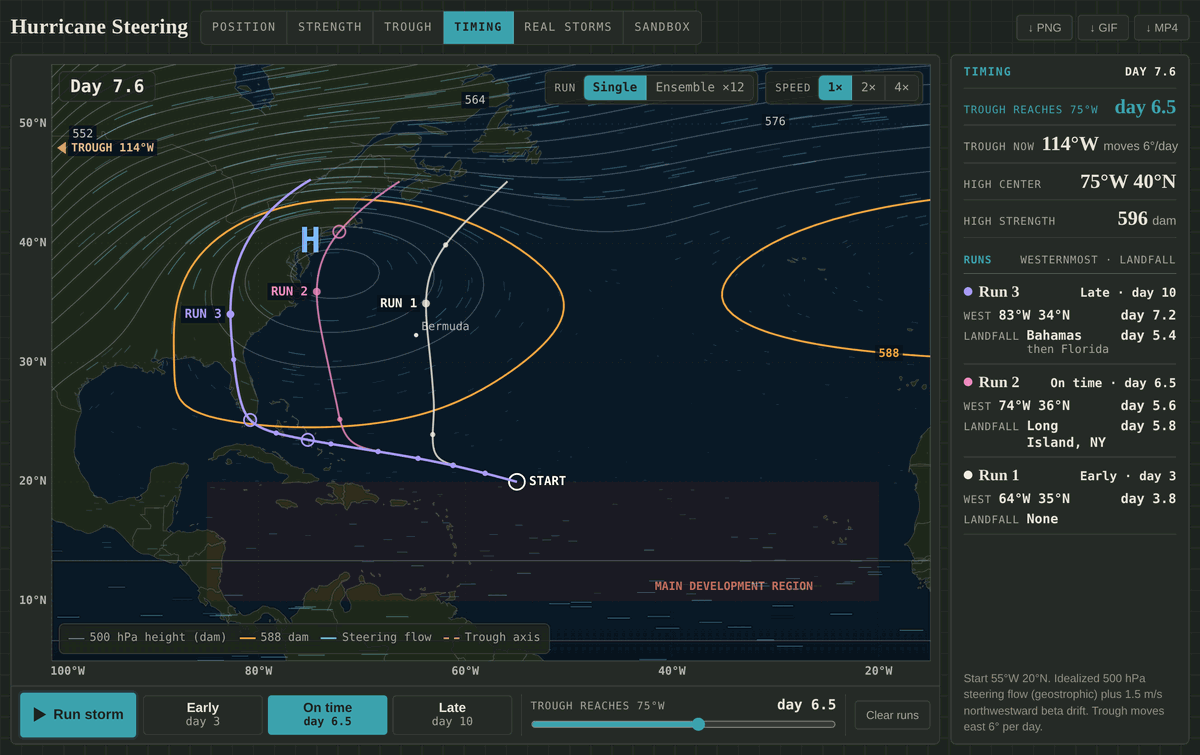 Hurricane Steering
POSITION
STRENGTH
TROUGH
TIMING
REAL STORMS
SANDBOX
↓ PNG
↓ GIF
↓ MP4
Day 7.6
RUN
Single
Ensemble ×12
SPEED
1×
2×
4×
50°N
40°N
30°N
20°N
10°N
552
TROUGH 114°W
564
576
588
H
RUN 3
RUN 2
RUN 1
Bermuda
START
MAIN DEVELOPMENT REGION
500 hPa height (dam)
588 dam
Steering flow
Trough axis
100°W
80°W
60°W
40°W
20°W
Run storm
Early
day 3
On time
day 6.5
Late
day 10
TROUGH REACHES 75°W
day 6.5
Clear runs
TIMING
DAY 7.6
TROUGH REACHES 75°W day 6.5
TROUGH NOW 114°W moves 6°/day
HIGH CENTER 75°W 40°N
HIGH STRENGTH 596 dam
RUNS WESTERNMOST · LANDFALL
Run 3 Late · day 10
WEST 83°W 34°N day 7.2
LANDFALL Bahamas day 5.4
then Florida
Run 2 On time · day 6.5
WEST 74°W 36°N day 5.6
LANDFALL Long day 5.8
Island, NY
Run 1 Early · day 3
WEST 64°W 35°N day 3.8
LANDFALL None
Start 55°W 20°N. Idealized 500 hPa
steering flow (geostrophic) plus 1.5 m/s
northwestward beta drift. Trough moves
east 6° per day.